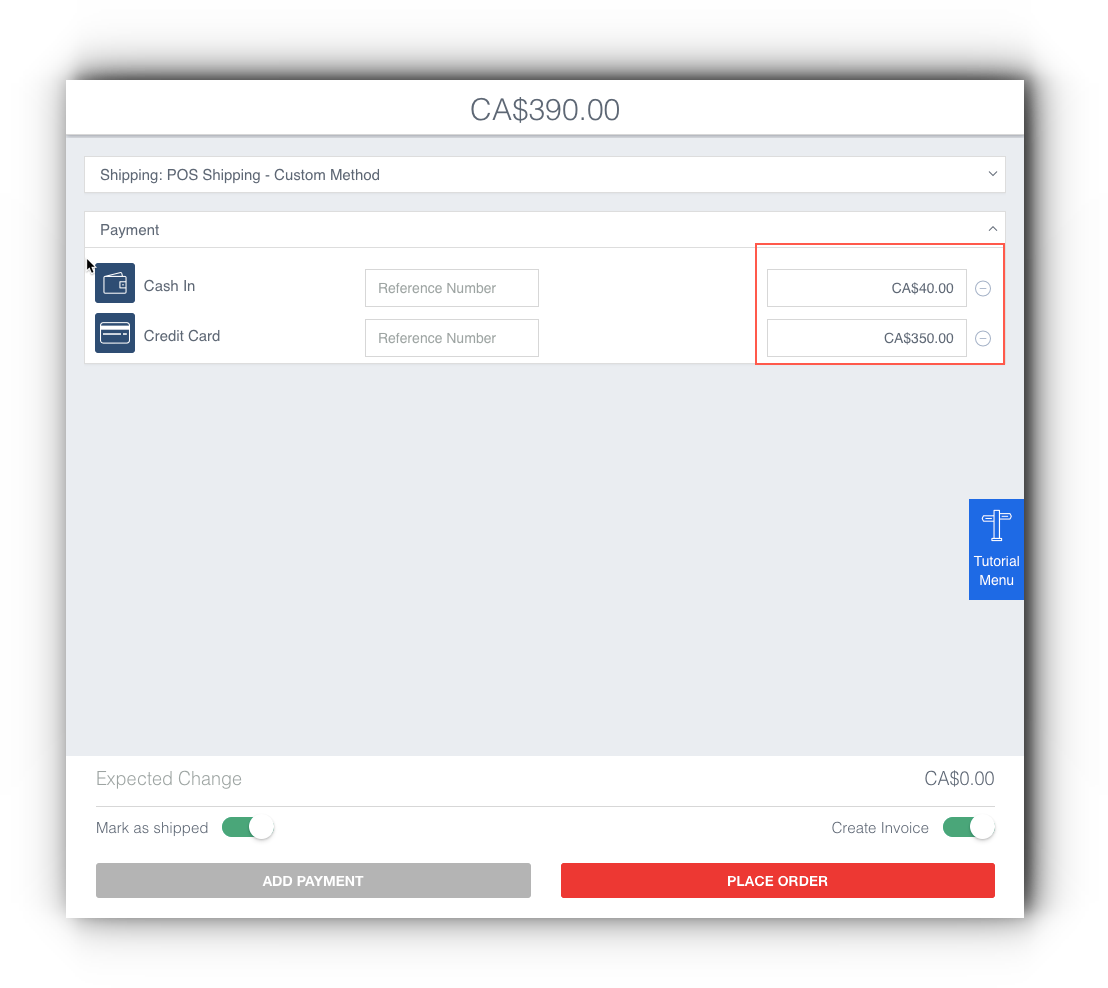 CA$390.00
Shipping: POS Shipping - Custom Method
Payment
Cash In
Reference Number
CA$40.00
Credit Card
Reference Number
CA$350.00
Tutorial
Menu
Expected Change
CA$0.00
Mark as shipped
Create Invoice
ADD PAYMENT
PLACE ORDER